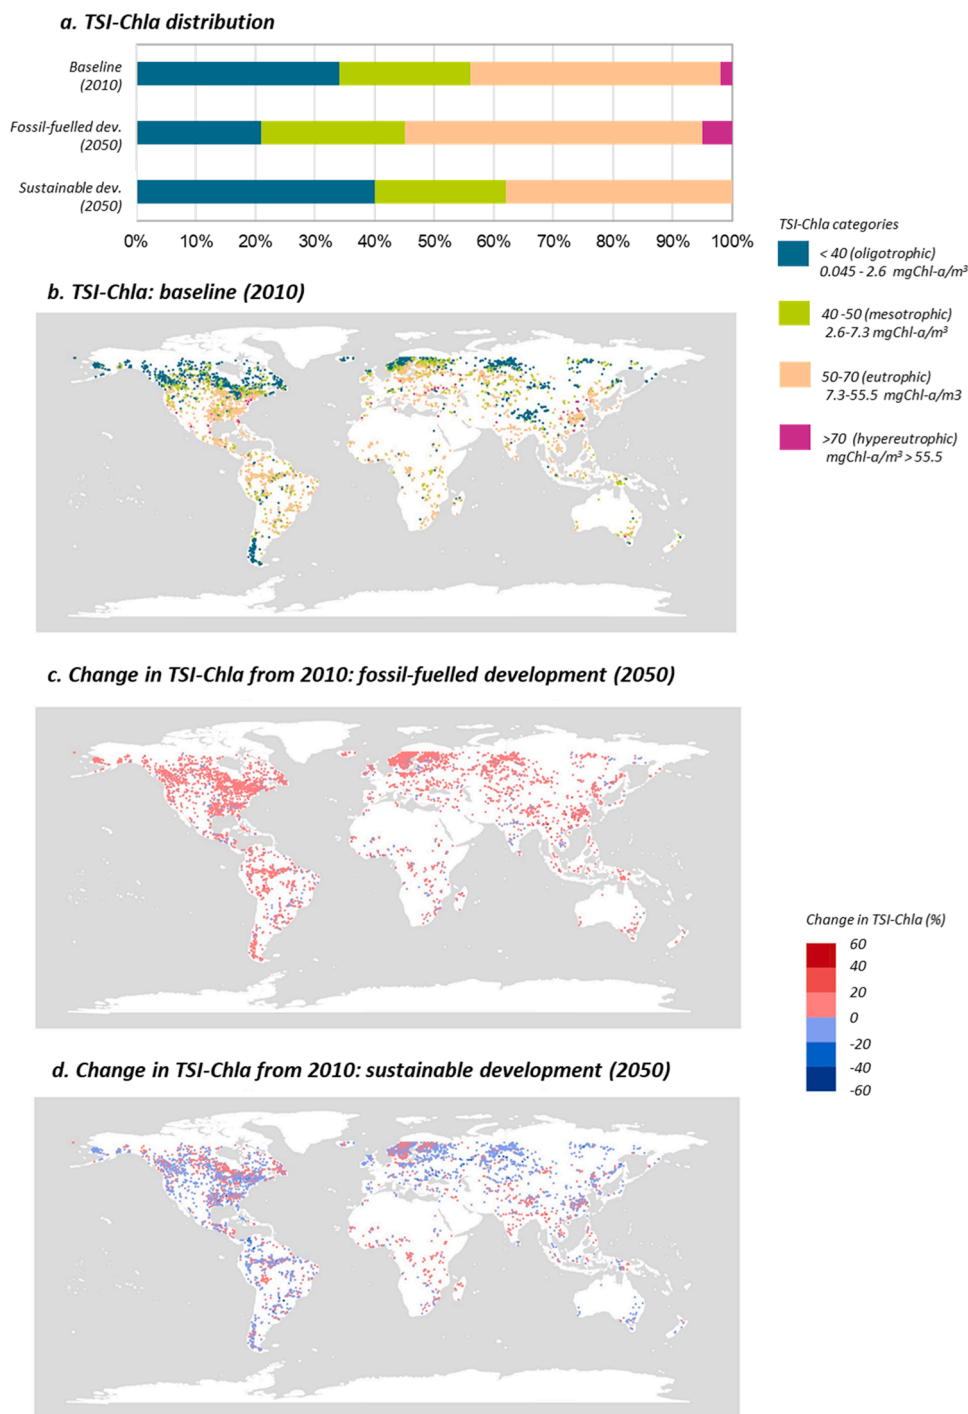 a. TSI-Chla distribution
Baseline
(2010)
Fossil-fuelled dev.
(2050)
Sustainable dev.
(2050)
0% 10% 20% 30% 40% 50% 60% 70% 80% 90% 100%
TSI-Chla categories
< 40 (oligotrophic)
0.045 - 2.6 mgChl-a/m³
40 -50 (mesotrophic)
2.6-7.3 mgChl-a/m³
50-70 (eutrophic)
7.3-55.5 mgChl-a/m3
>70 (hypereutrophic)
mgChl-a/m³ > 55.5
b. TSI-Chla: baseline (2010)
c. Change in TSI-Chla from 2010: fossil-fuelled development (2050)
Change in TSI-Chla (%)
60
40
20
0
-20
-40
-60
d. Change in TSI-Chla from 2010: sustainable development (2050)